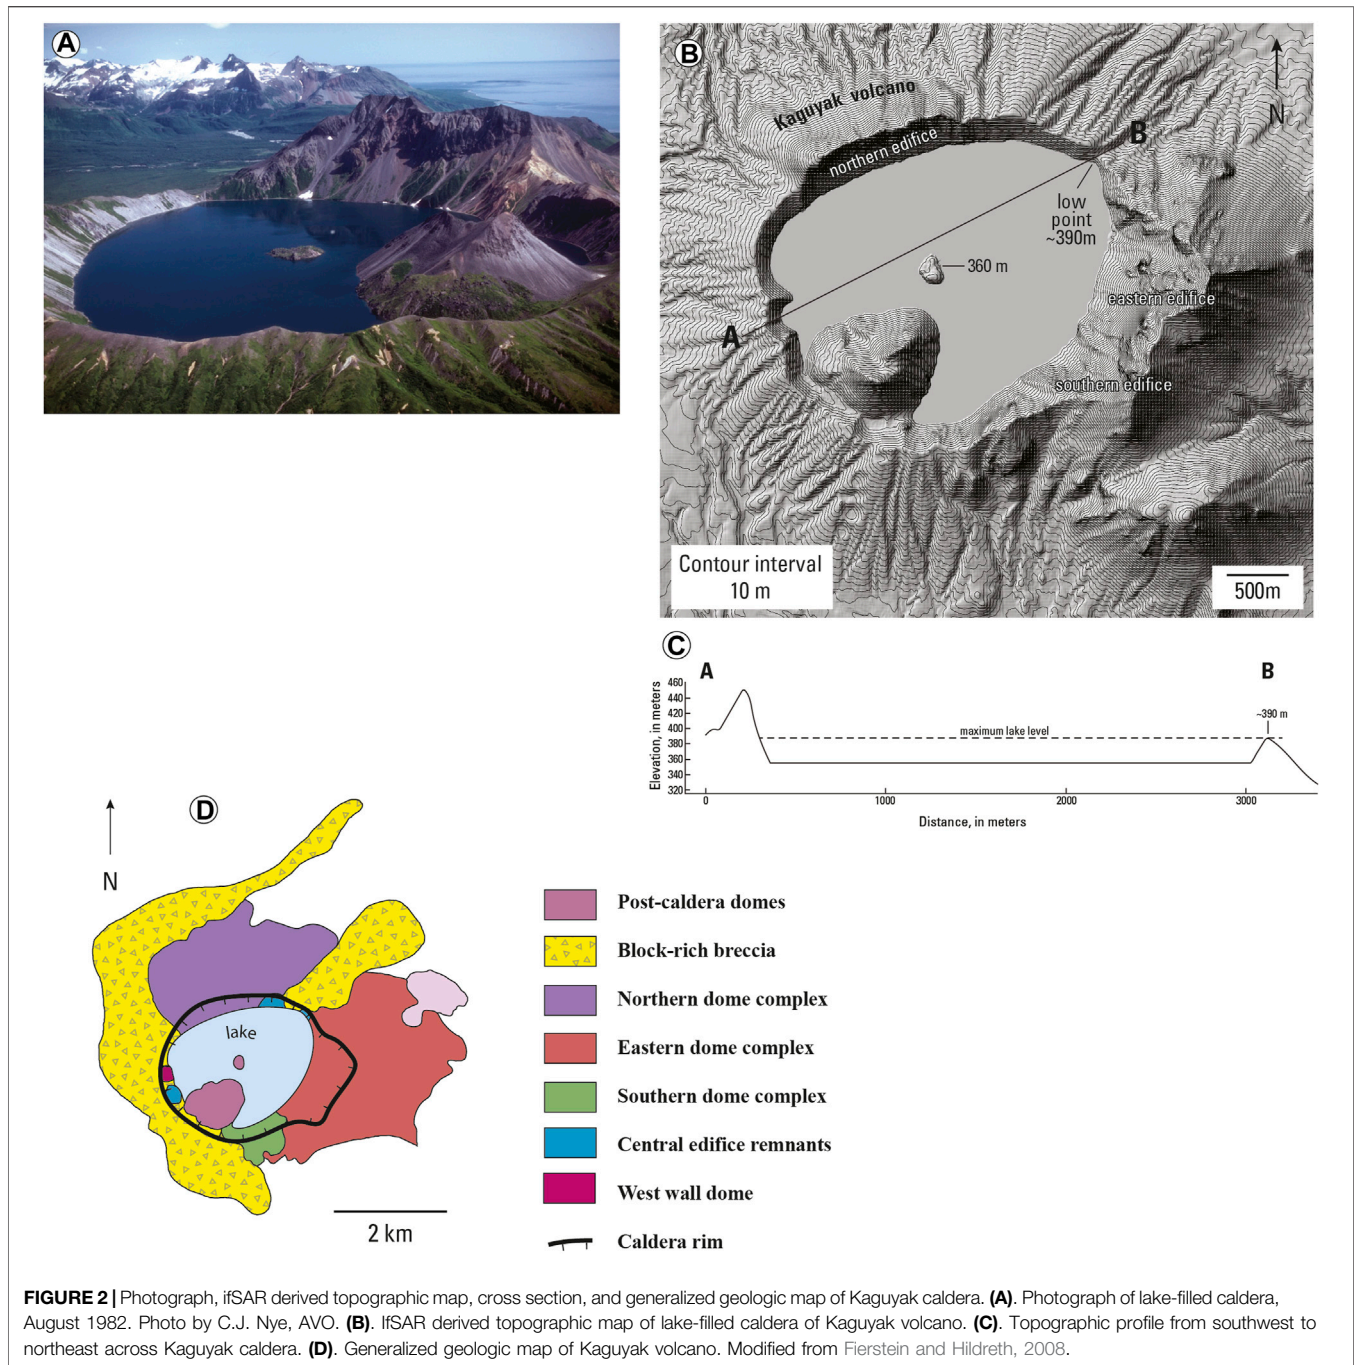 A
B
Kaguyak volcano
northern edifice
B
N
low
point
~390m
360 m
eastern edifice
A
southern edifice
Contour interval
10 m
500m
C
A
B
Elevation, in meters
460
440
420
400
380
360
340
320
maximum lake level
~390 m
0
1000
2000
3000
Distance, in meters
D
N
lake
2 km
Post-caldera domes
Block-rich breccia
Northern dome complex
Eastern dome complex
Southern dome complex
Central edifice remnants
West wall dome
Caldera rim
FIGURE 2 | Photograph, ifSAR derived topographic map, cross section, and generalized geologic map of Kaguyak caldera. (A). Photograph of lake-filled caldera,
August 1982. Photo by C.J. Nye, AVO. (B). IfSAR derived topographic map of lake-filled caldera of Kaguyak volcano. (C). Topographic profile from southwest to
northeast across Kaguyak caldera. (D). Generalized geologic map of Kaguyak volcano. Modified from Fierstein and Hildreth, 2008.